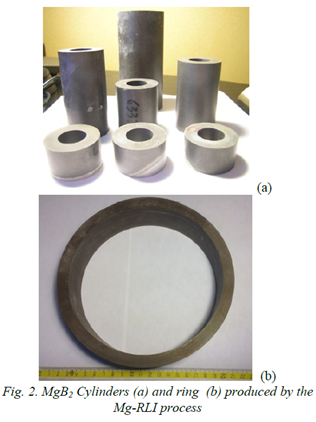 (a)
(b)
Fig. 2. MgB₂ Cylinders (a) and ring (b) produced by the
Mg-RLI process